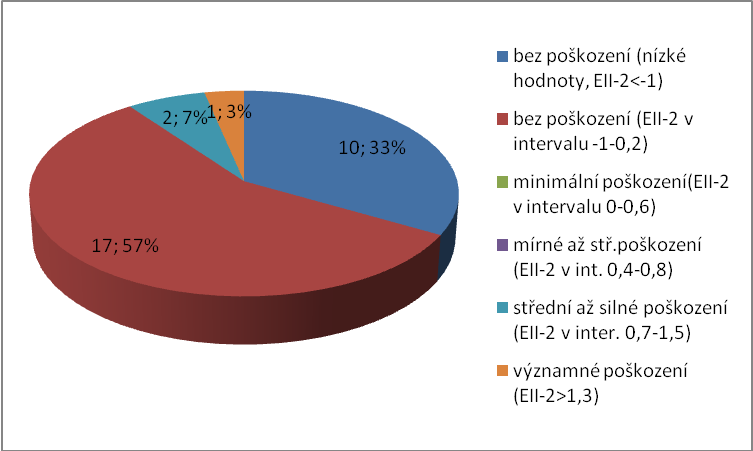 10; 33%
17; 57%
2; 7%
1; 3%
bez poškození (nízké
hodnoty, EII-2<-1)
bez poškození (EII-2 v
intervalu -1-0,2)
minimální poškození(EII-2
v intervalu 0-0,6)
mírné až stř.poškození
(EII-2 v int. 0,4-0,8)
střední až silné poškození
(EII-2 v inter. 0,7-1,5)
významné poškození
(EII-2>1,3)